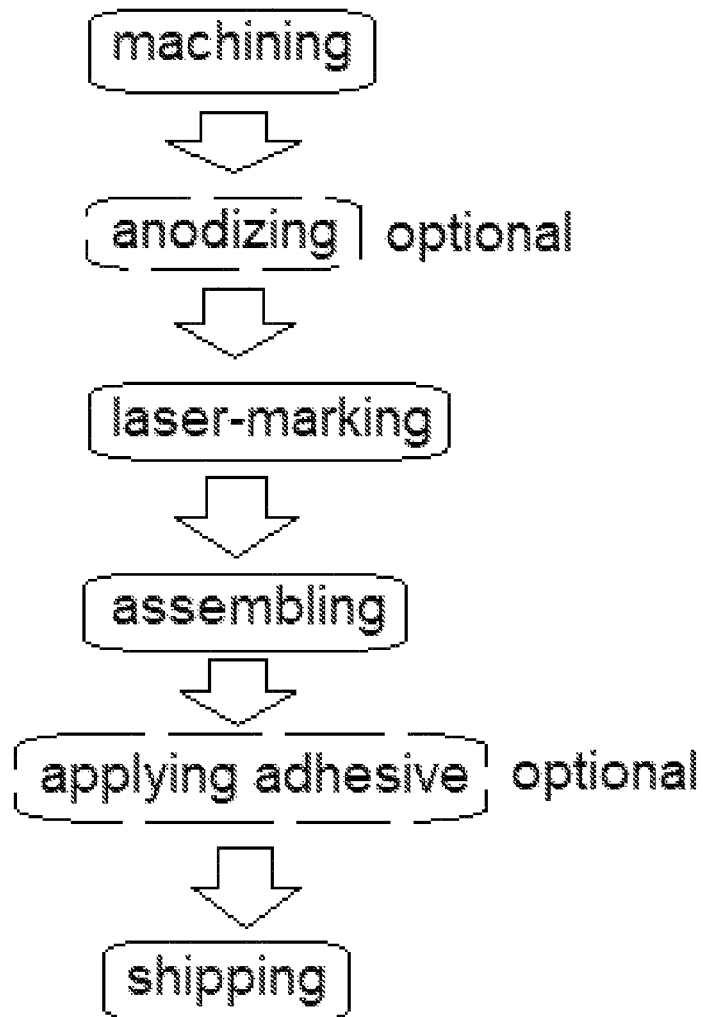 machining
anodizing optional
laser-marking
assembling
applying adhesive optional
shipping